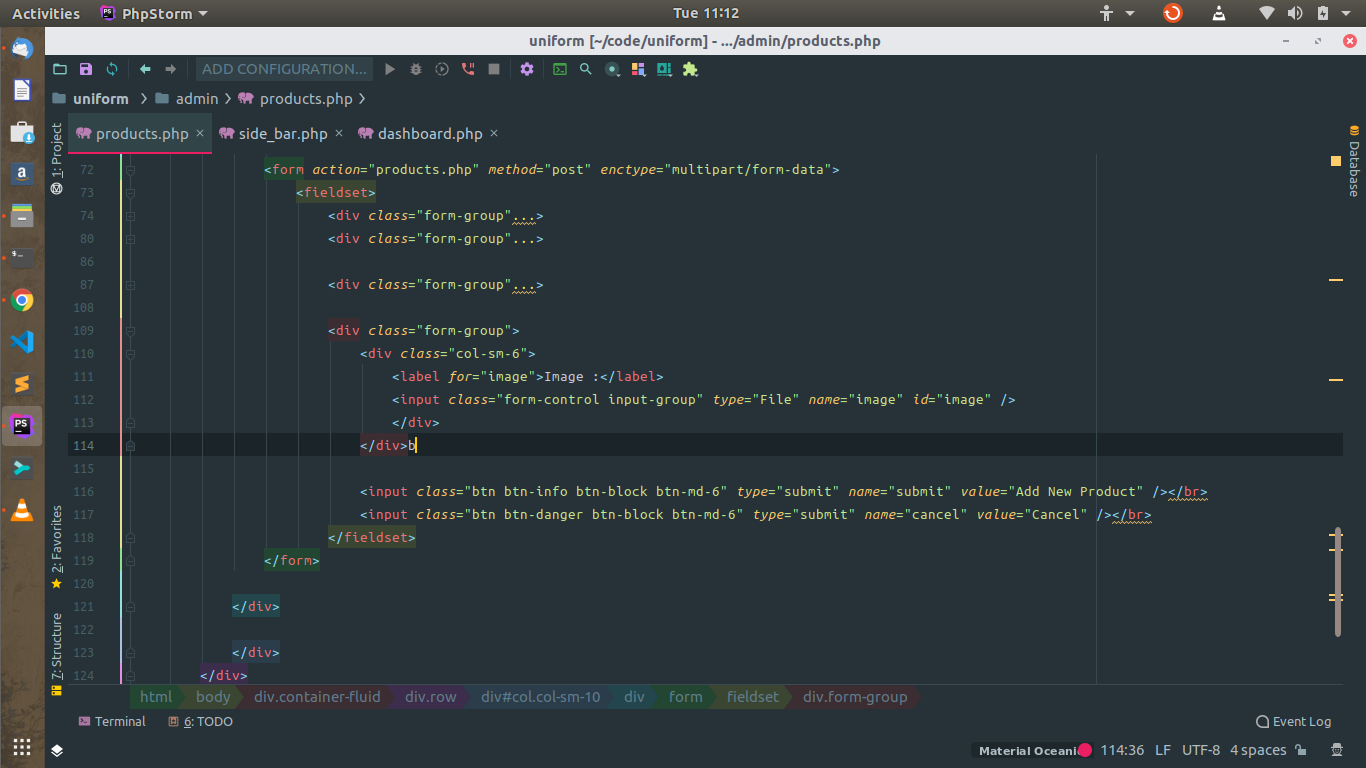 Activities PhpStorm Tue 11:12
uniform [~/code/uniform] - .../admin/products.php
ADD CONFIGURATION...
uniform admin products.php
products.php side_bar.php dashboard.php
1: Project
2: Favorites
7: Structure
Database
72 <form action="products.php" method="post" enctype="multipart/form-data">
73 <fieldset>
74 <div class="form-group"...>
80 <div class="form-group"...>
86
87 <div class="form-group"...>
108
109 <div class="form-group">
110 <div class="col-sm-6">
111 <label for="image">Image :</label>
112 <input class="form-control input-group" type="File" name="image" id="image" />
113 </div>
114 </div>b
115
116 <input class="btn btn-info btn-block btn-md-6" type="submit" name="submit" value="Add New Product" /></br>
117 <input class="btn btn-danger btn-block btn-md-6" type="submit" name="cancel" value="Cancel" /></br>
118 </fieldset>
119 </form>
120
121 </div>
122
123 </div>
124 </div>
html body div.container-fluid div.row div#col.col-sm-10 div form fieldset div.form-group
Terminal 6: TODO Event Log
Material Oceani 114:36 LF UTF-8 4 spaces